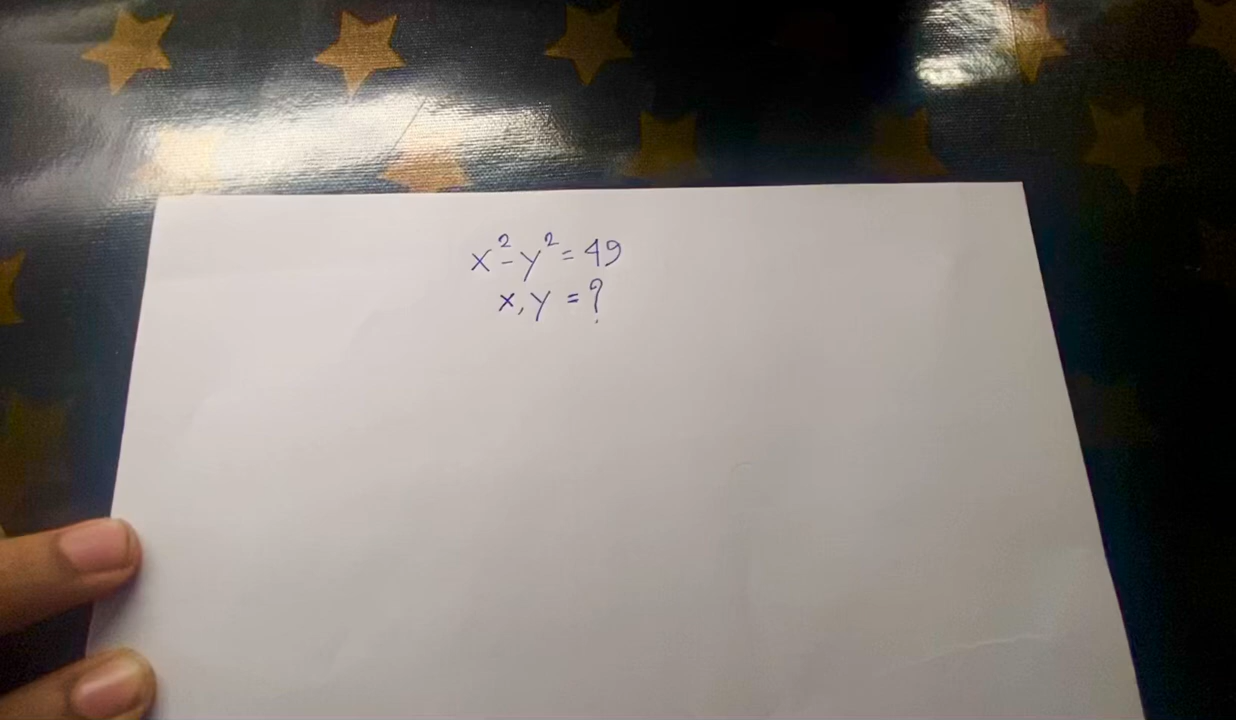 x² - y² = 49
x, y = ?